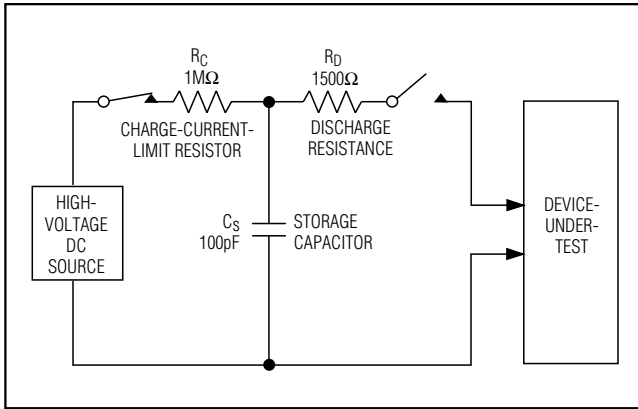 R_C
1MΩ
CHARGE-CURRENT-
LIMIT RESISTOR
R_D
1500Ω
DISCHARGE
RESISTANCE
HIGH-
VOLTAGE
DC
SOURCE
C_S
100pF
STORAGE
CAPACITOR
DEVICE-
UNDER-
TEST